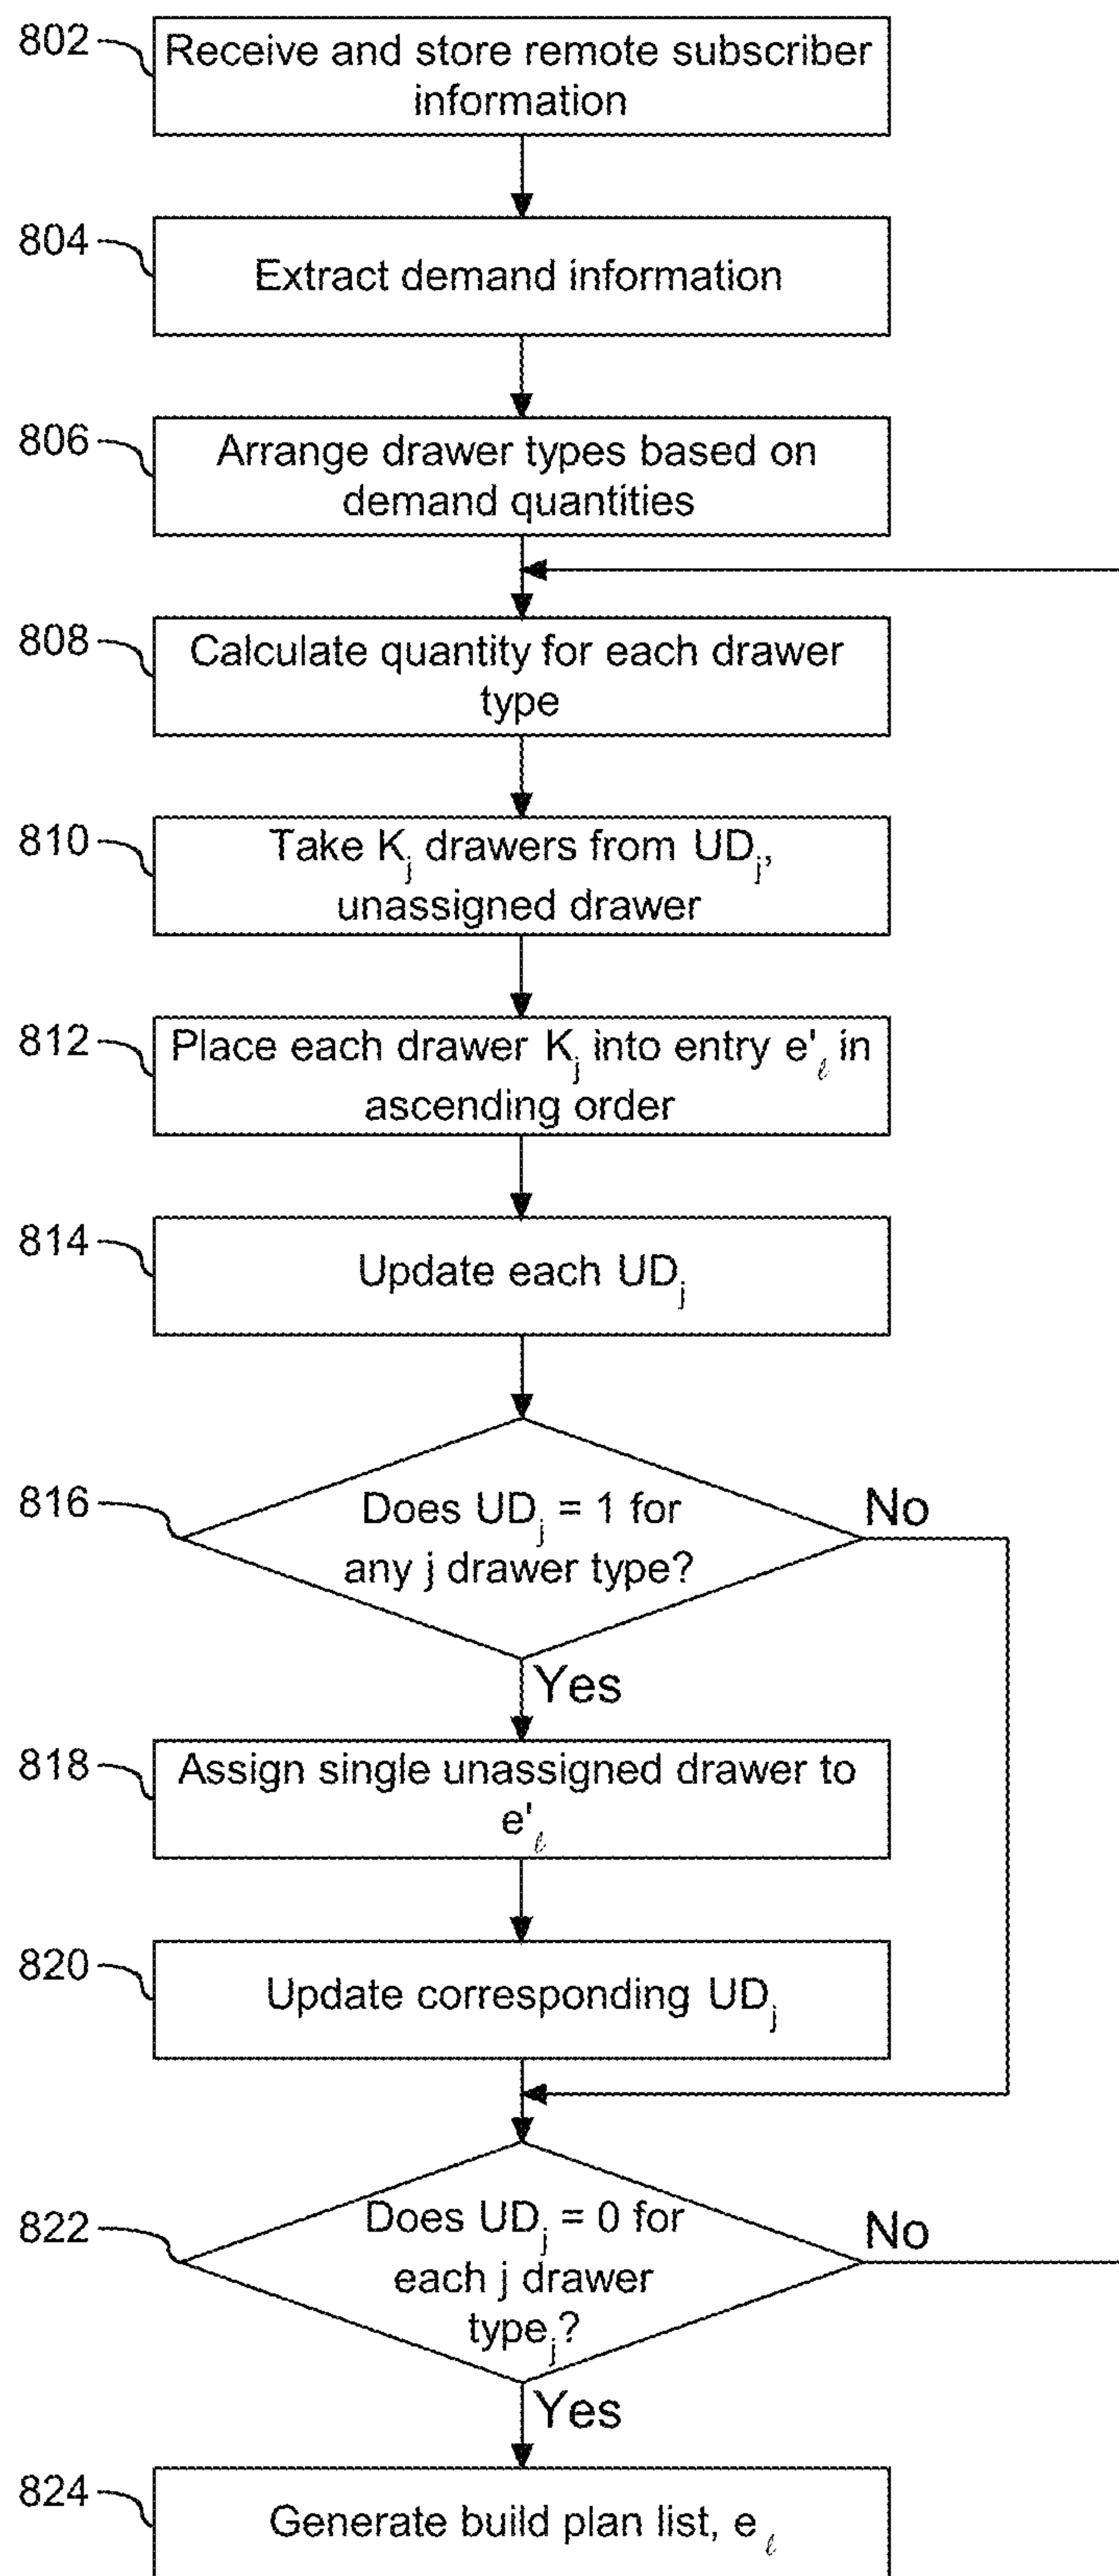 802
Receive and store remote subscriber
information
804
Extract demand information
806
Arrange drawer types based on
demand quantities
808
Calculate quantity for each drawer
type
810
Take Kj drawers from UDj,
unassigned drawer
812
Place each drawer Kj into entry e'ℓ in
ascending order
814
Update each UDj
816
Does UDj = 1 for
any j drawer type?
No
Yes
818
Assign single unassigned drawer to
e'ℓ
820
Update corresponding UDj
822
Does UDj = 0 for
each j drawer
typej?
No
Yes
824
Generate build plan list, eℓ